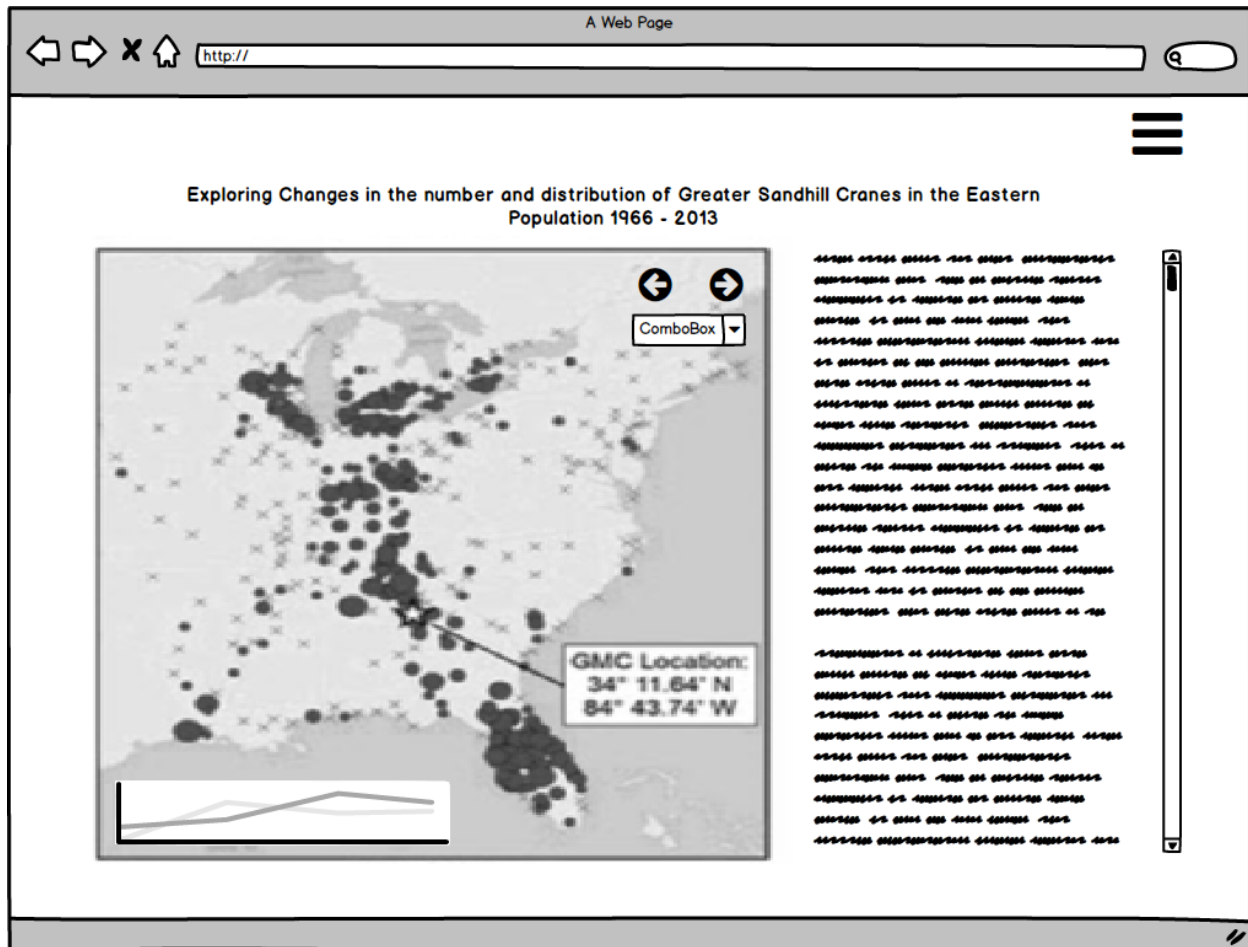 A Web Page
http://
Exploring Changes in the number and distribution of Greater Sandhill Cranes in the Eastern
Population 1966 - 2013
ComboBox
GMC Location:
34° 11.64' N
84° 43.74' W